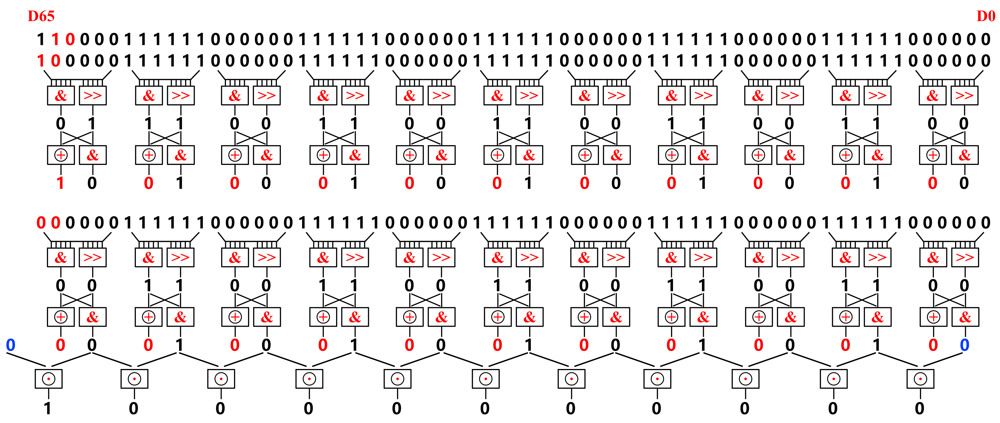 D65 D0
1 1 0 0 0 0 1 1 1 1 1 1 0 0 0 0 0 0 1 1 1 1 1 1 0 0 0 0 0 0 1 1 1 1 1 1 0 0 0 0 0 0 1 1 1 1 1 1 0 0 0 0 0 0 1 1 1 1 1 1 0 0 0 0 0 0
1 0 0 0 0 0 1 1 1 1 1 1 0 0 0 0 0 0 1 1 1 1 1 1 0 0 0 0 0 0 1 1 1 1 1 1 0 0 0 0 0 0 1 1 1 1 1 1 0 0 0 0 0 0 1 1 1 1 1 1 0 0 0 0 0 0
& >> & >> & >> & >> & >> & >> & >> & >> & >> & >> & >>
0 1 1 1 0 0 1 1 0 0 1 1 0 0 1 1 0 0 1 1 0 0
⊕ & ⊕ & ⊕ & ⊕ & ⊕ & ⊕ & ⊕ & ⊕ & ⊕ & ⊕ & ⊕ &
1 0 0 1 0 0 0 1 0 0 0 1 0 0 0 1 0 0 0 1 0 0
0 0 0 0 0 0 1 1 1 1 1 1 0 0 0 0 0 0 1 1 1 1 1 1 0 0 0 0 0 0 1 1 1 1 1 1 0 0 0 0 0 0 1 1 1 1 1 1 0 0 0 0 0 0 1 1 1 1 1 1 0 0 0 0 0 0
& >> & >> & >> & >> & >> & >> & >> & >> & >> & >> & >>
0 0 1 1 0 0 1 1 0 0 1 1 0 0 1 1 0 0 1 1 0 0
⊕ & ⊕ & ⊕ & ⊕ & ⊕ & ⊕ & ⊕ & ⊕ & ⊕ & ⊕ & ⊕ &
0 0 0 0 1 0 0 0 1 0 0 0 1 0 0 0 1 0 0 0 1 0 0
⊙ ⊙ ⊙ ⊙ ⊙ ⊙ ⊙ ⊙ ⊙ ⊙ ⊙
1 0 0 0 0 0 0 0 0 0 0